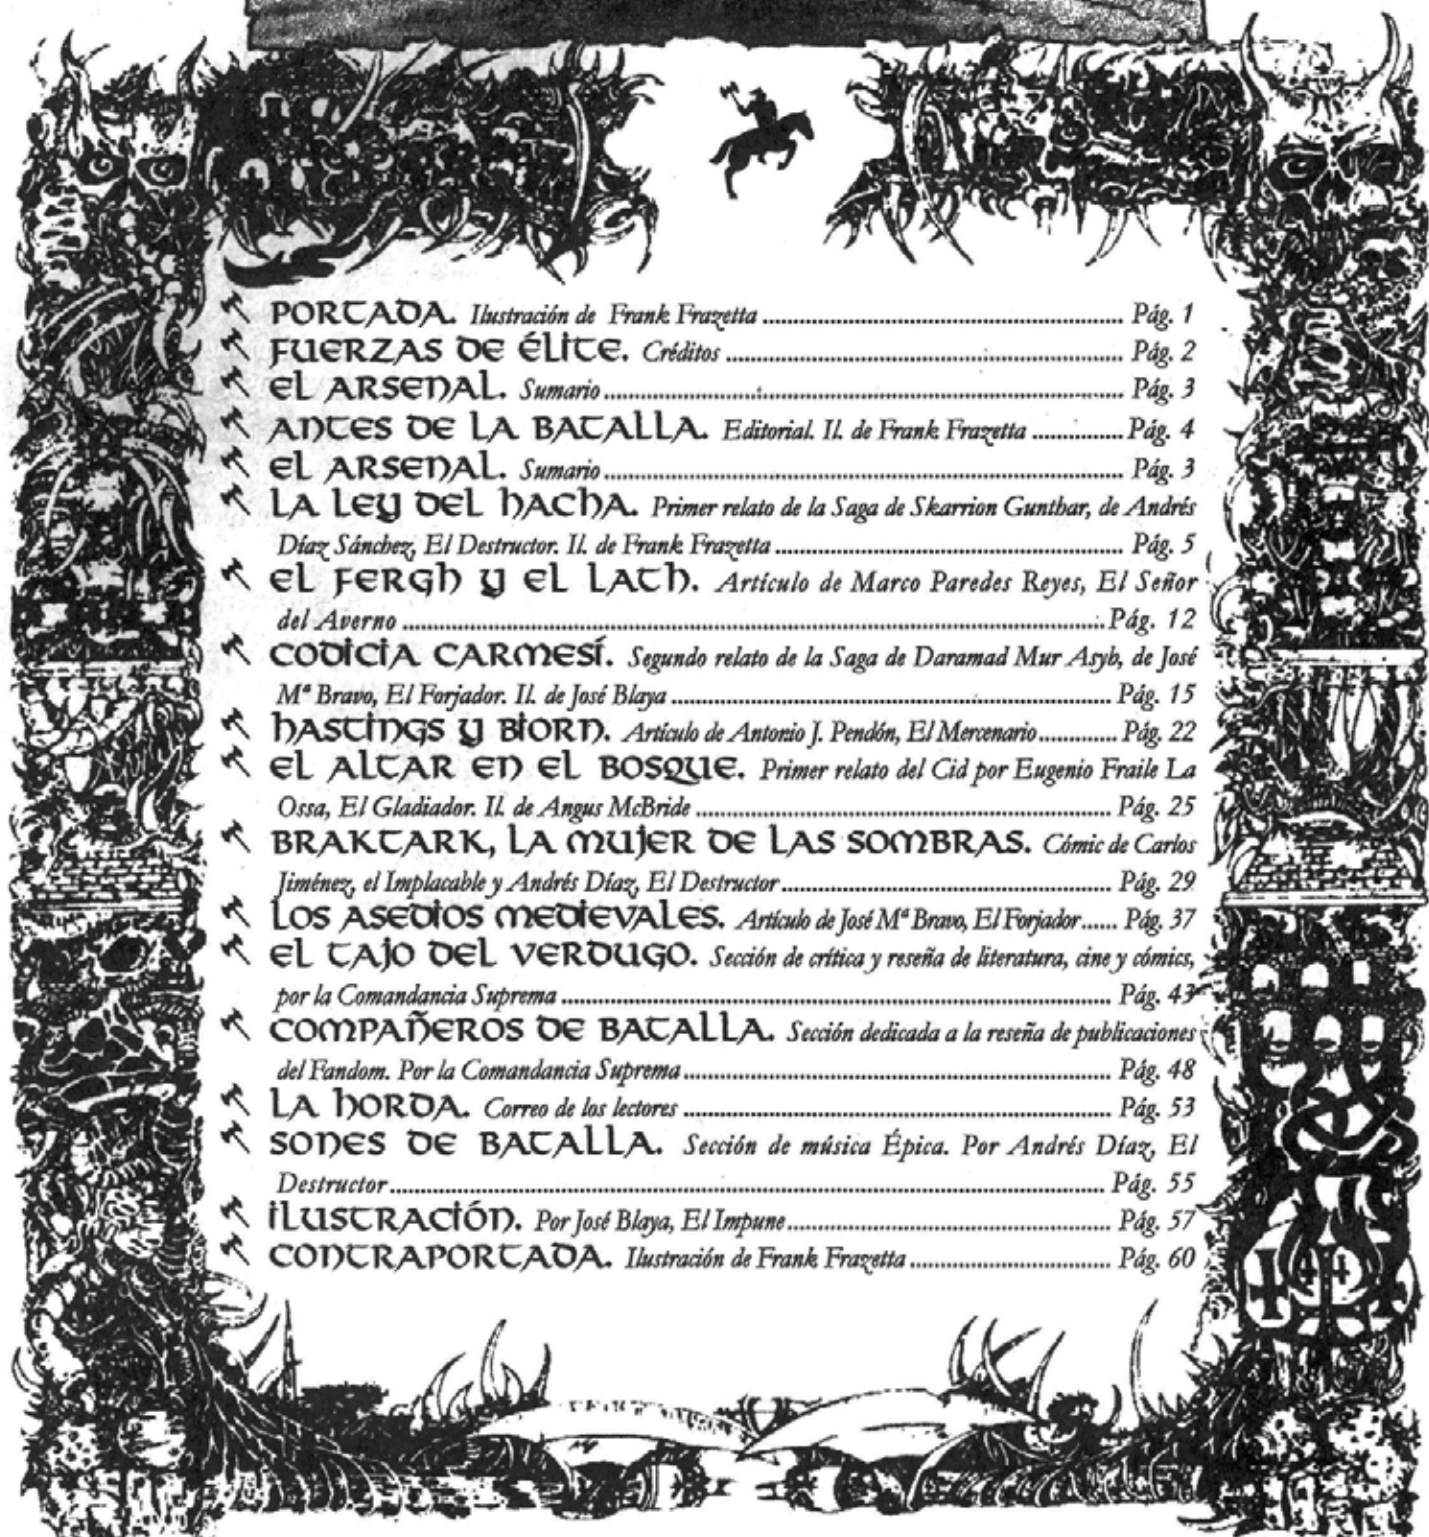 PORTADA. Ilustración de Frank Frazetta ........ Pág. 1
FUERZAS DE ÉLITE. Créditos ........ Pág. 2
EL ARSENAL. Sumario ........ Pág. 3
ANTES DE LA BATALLA. Editorial. Il. de Frank Frazetta ........ Pág. 4
EL ARSENAL. Sumario ........ Pág. 3
LA LEY DEL HACHA. Primer relato de la Saga de Skarrion Gunthar, de Andrés
Díaz Sánchez, El Destructor. Il. de Frank Frazetta ........ Pág. 5
EL FERGH Y EL LATH. Artículo de Marco Paredes Reyes, El Señor
del Averno ........ Pág. 12
CODICIA CARMESÍ. Segundo relato de la Saga de Daramad Mur Asyb, de José
Mª Bravo, El Forjador. Il. de José Blaya ........ Pág. 15
HASTINGS Y BIORN. Artículo de Antonio J. Pendón, El Mercenario ........ Pág. 22
EL ALTAR EN EL BOSQUE. Primer relato del Cid por Eugenio Fraile La
Ossa, El Gladiador. Il. de Angus McBride ........ Pág. 25
BRAKTARK, LA MUJER DE LAS SOMBRAS. Cómic de Carlos
Jiménez, el Implacable y Andrés Díaz, El Destructor ........ Pág. 29
LOS ASEDIOS MEDIEVALES. Artículo de José Mª Bravo, El Forjador ...... Pág. 37
EL TAJO DEL VERDUGO. Sección de crítica y reseña de literatura, cine y cómics,
por la Comandancia Suprema ........ Pág. 43
COMPAÑEROS DE BATALLA. Sección dedicada a la reseña de publicaciones
del Fandom. Por la Comandancia Suprema ........ Pág. 48
LA HORDA. Correo de los lectores ........ Pág. 53
SONES DE BATALLA. Sección de música Épica. Por Andrés Díaz, El
Destructor ........ Pág. 55
ILUSTRACIÓN. Por José Blaya, El Impune ........ Pág. 57
CONTRAPORTADA. Ilustración de Frank Frazetta ........ Pág. 60